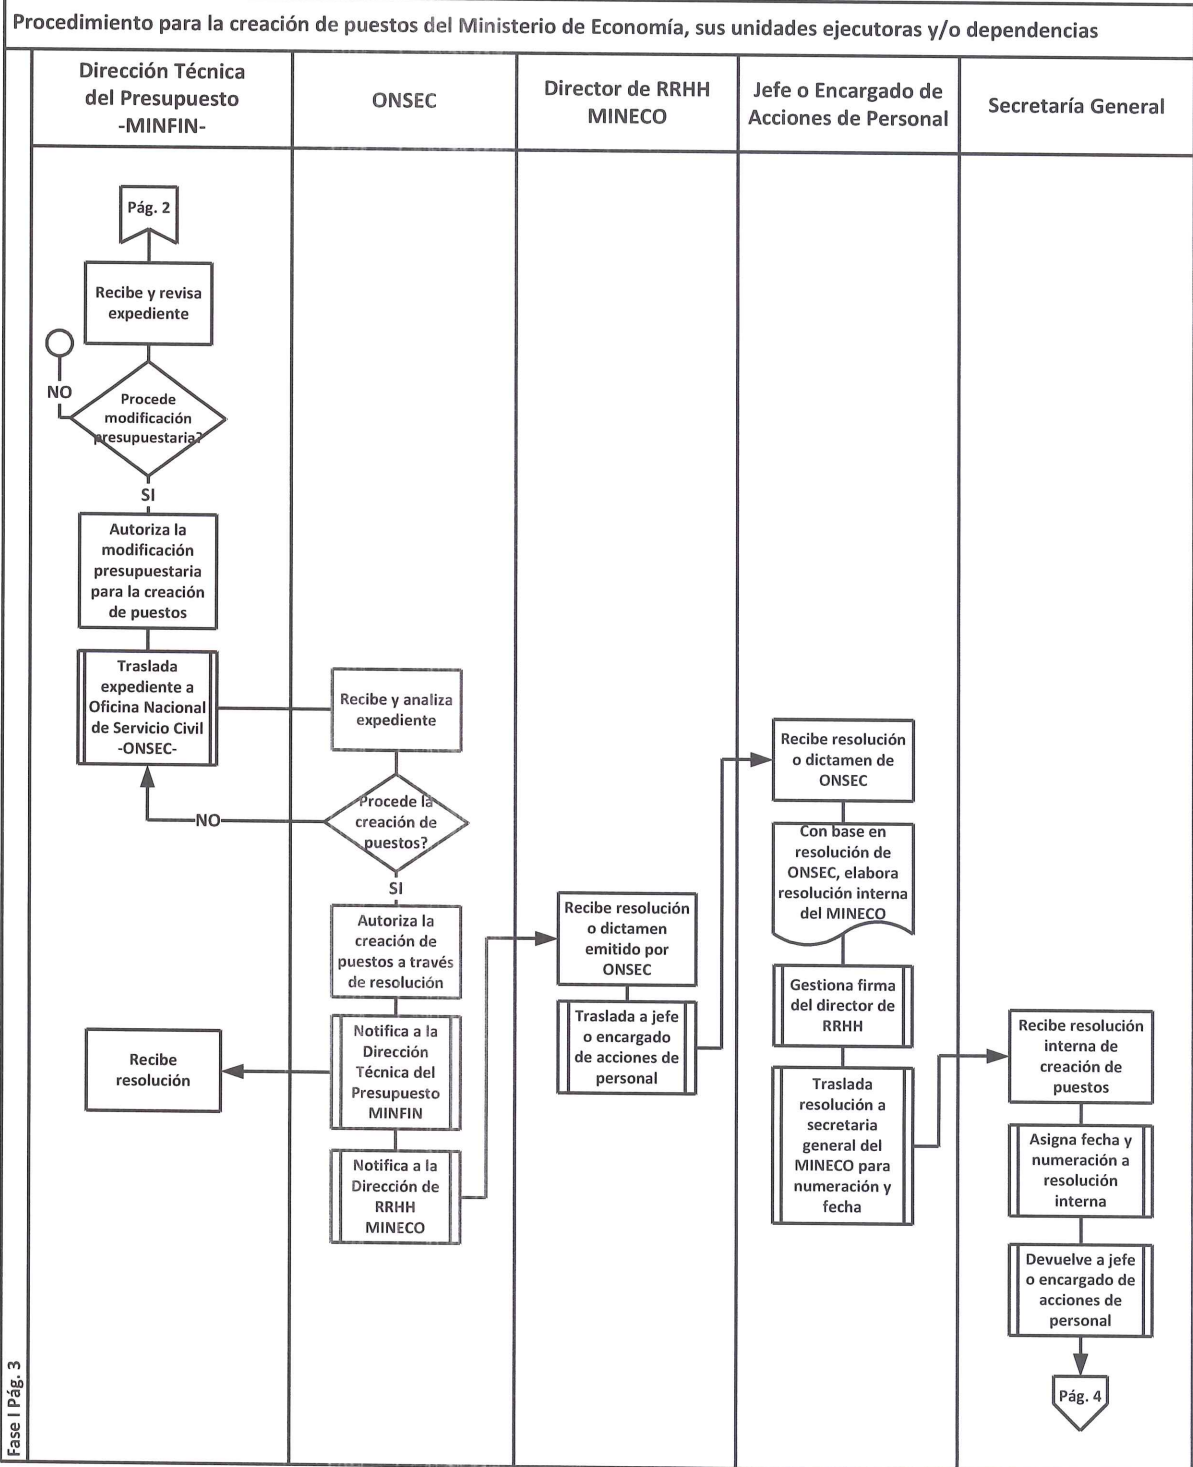 Procedimiento para la creación de puestos del Ministerio de Economía, sus unidades ejecutoras y/o dependencias
Dirección Técnica
del Presupuesto
-MINFIN-
ONSEC
Director de RRHH
MINECO
Jefe o Encargado de
Acciones de Personal
Secretaría General
Pág. 2
Recibe y revisa
expediente
NO
Procede
modificación
presupuestaria?
SI
Autoriza la
modificación
presupuestaria
para la creación
de puestos
Traslada
expediente a
Oficina Nacional
de Servicio Civil
-ONSEC-
NO
Recibe
resolución
Recibe y analiza
expediente
Procede la
creación de
puestos?
SI
Autoriza la
creación de
puestos a través
de resolución
Notifica a la
Dirección
Técnica del
Presupuesto
MINFIN
Notifica a la
Dirección de
RRHH
MINECO
Recibe resolución
o dictamen
emitido por
ONSEC
Traslada a jefe
o encargado
de acciones de
personal
Recibe resolución
o dictamen de
ONSEC
Con base en
resolución de
ONSEC, elabora
resolución interna
del MINECO
Gestiona firma
del director de
RRHH
Traslada
resolución a
secretaria
general del
MINECO para
numeración y
fecha
Recibe resolución
interna de
creación de
puestos
Asigna fecha y
numeración a
resolución
interna
Devuelve a jefe
o encargado de
acciones de
personal
Pág. 4
Fase I Pág. 3